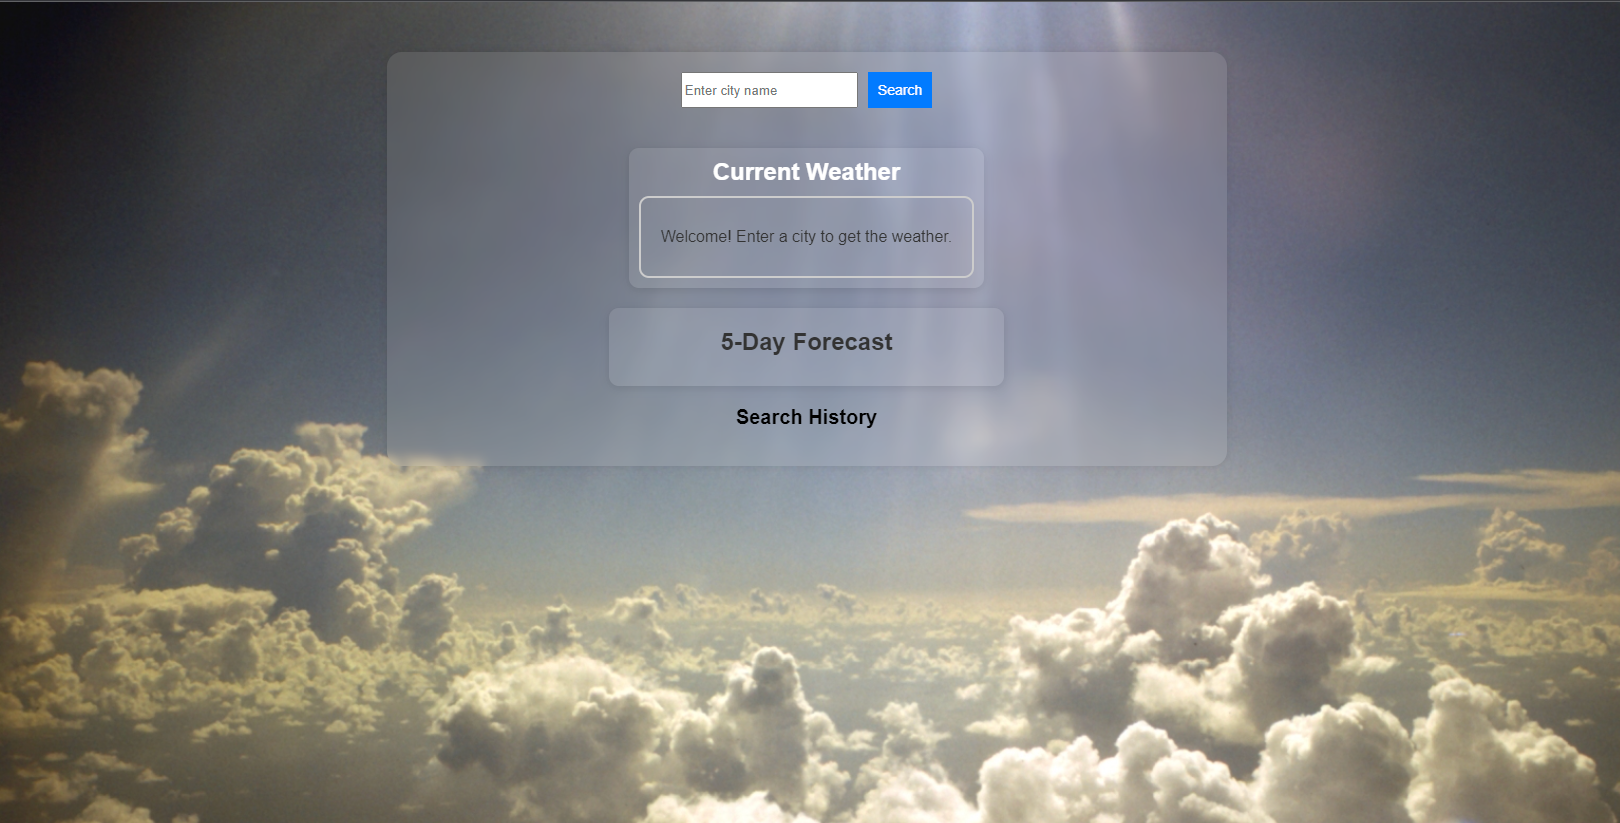 Enter city name
Search
Current Weather
Welcome! Enter a city to get the weather.
5-Day Forecast
Search History